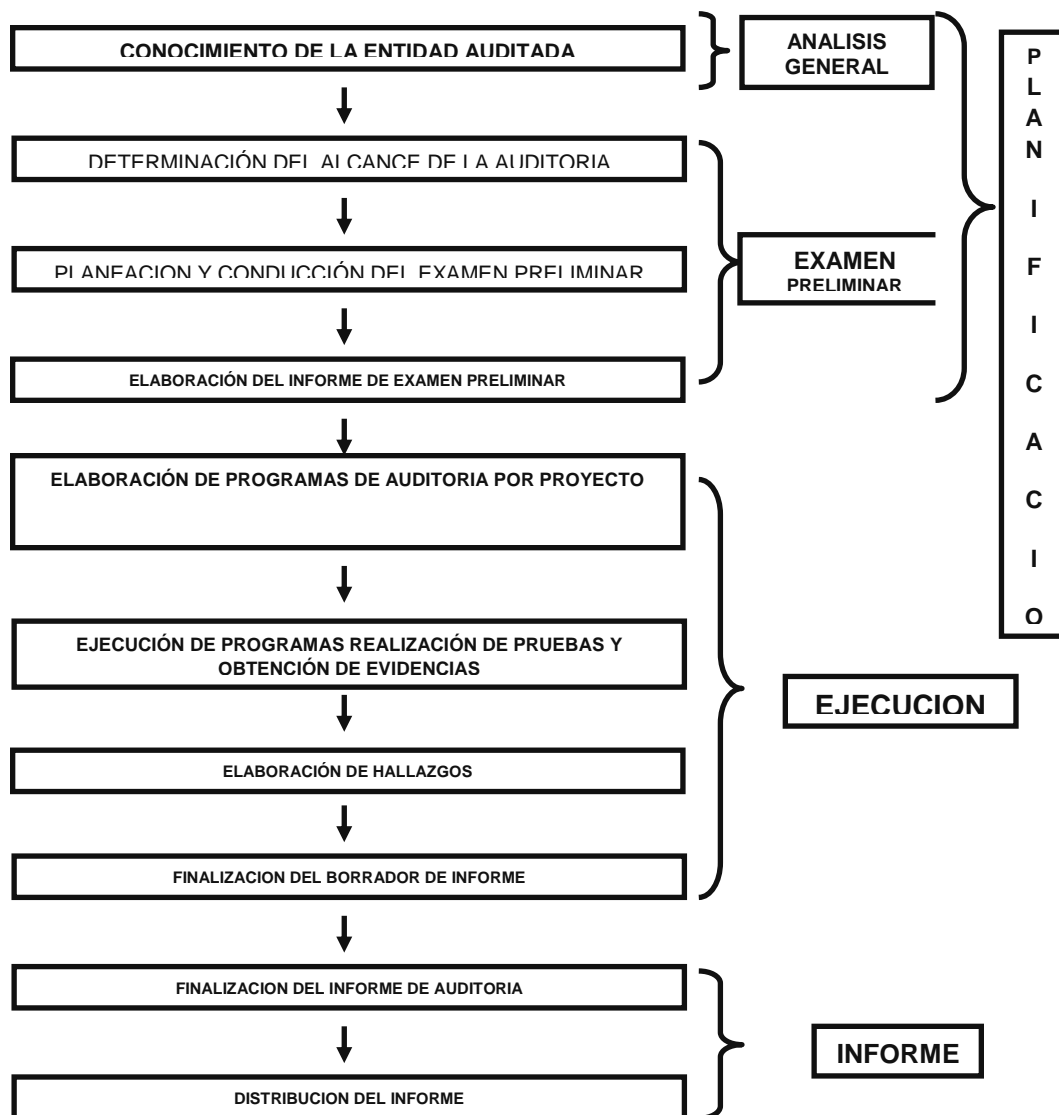 CONOCIMIENTO DE LA ENTIDAD AUDITADA
ANALISIS
GENERAL
DETERMINACIÓN DEL ALCANCE DE LA AUDITORIA
PLANEACION Y CONDUCCIÓN DEL EXAMEN PRELIMINAR
EXAMEN
PRELIMINAR
ELABORACIÓN DEL INFORME DE EXAMEN PRELIMINAR
P
L
A
N
I
F
I
C
A
C
I
O
ELABORACIÓN DE PROGRAMAS DE AUDITORIA POR PROYECTO
EJECUCIÓN DE PROGRAMAS REALIZACIÓN DE PRUEBAS Y
OBTENCIÓN DE EVIDENCIAS
ELABORACIÓN DE HALLAZGOS
FINALIZACION DEL BORRADOR DE INFORME
EJECUCION
FINALIZACION DEL INFORME DE AUDITORIA
DISTRIBUCION DEL INFORME
INFORME